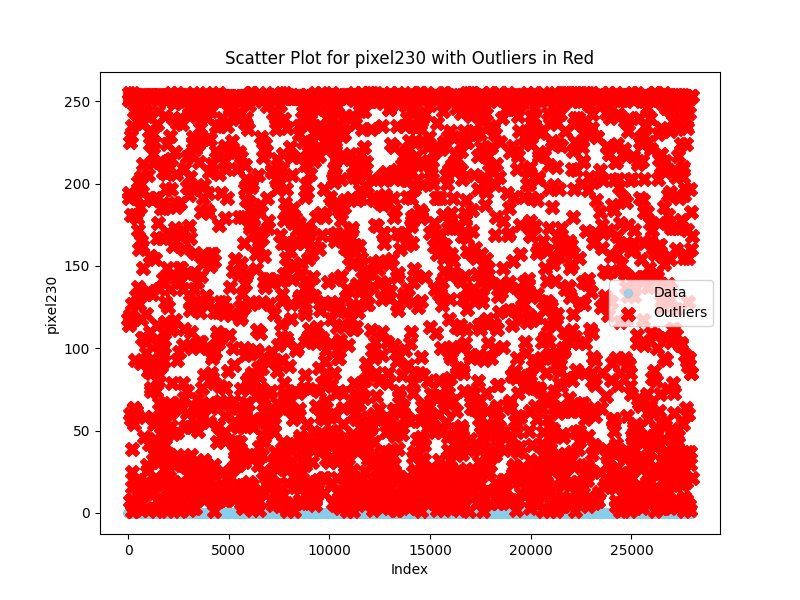 Scatter Plot for pixel230 with Outliers in Red
250
200
150
100
50
0
pixel230
Data
Outliers
0
5000
10000
15000
20000
25000
Index